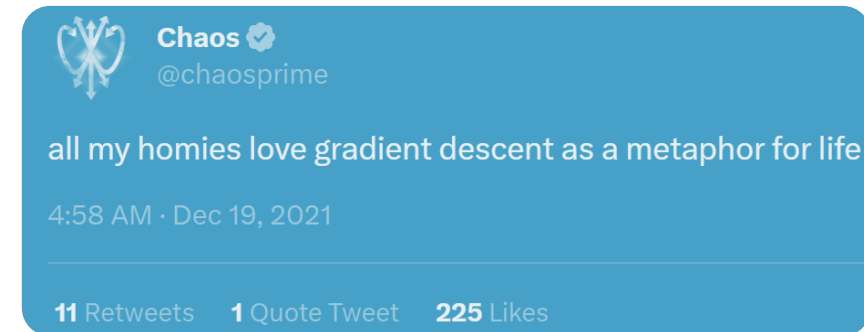 Chaos
@chaosprime
all my homies love gradient descent as a metaphor for life
4:58 AM · Dec 19, 2021
11 Retweets 1 Quote Tweet 225 Likes